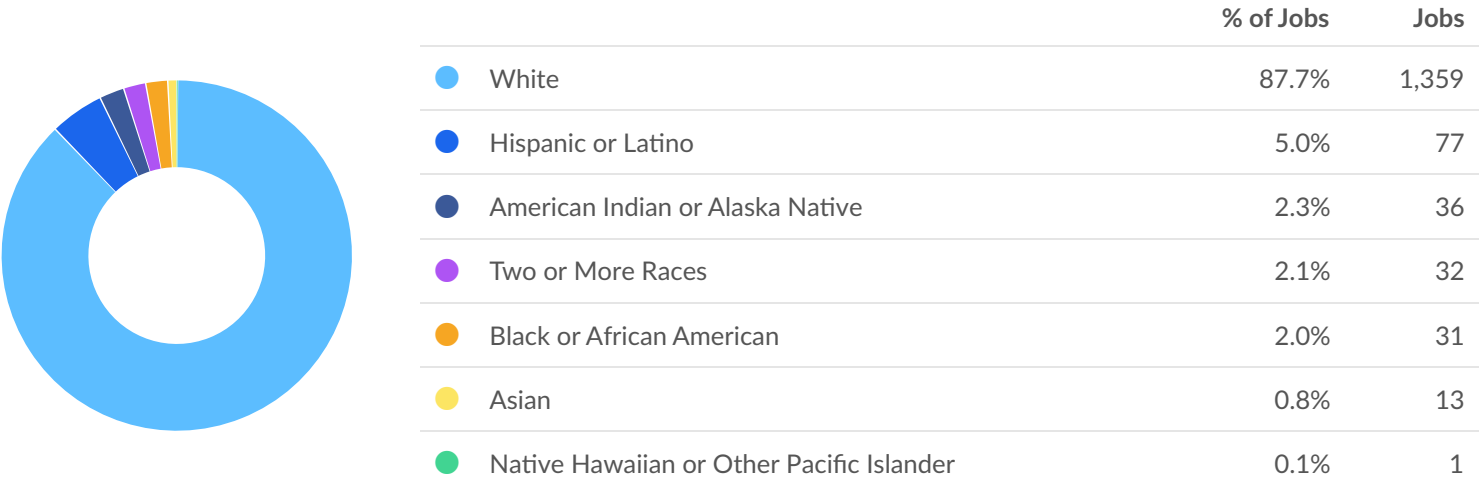 % of Jobs Jobs
White 87.7% 1,359
Hispanic or Latino 5.0% 77
American Indian or Alaska Native 2.3% 36
Two or More Races 2.1% 32
Black or African American 2.0% 31
Asian 0.8% 13
Native Hawaiian or Other Pacific Islander 0.1% 1